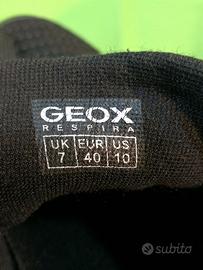 GEOX
RESPIRA
UK EUR US
7 40 10
subito